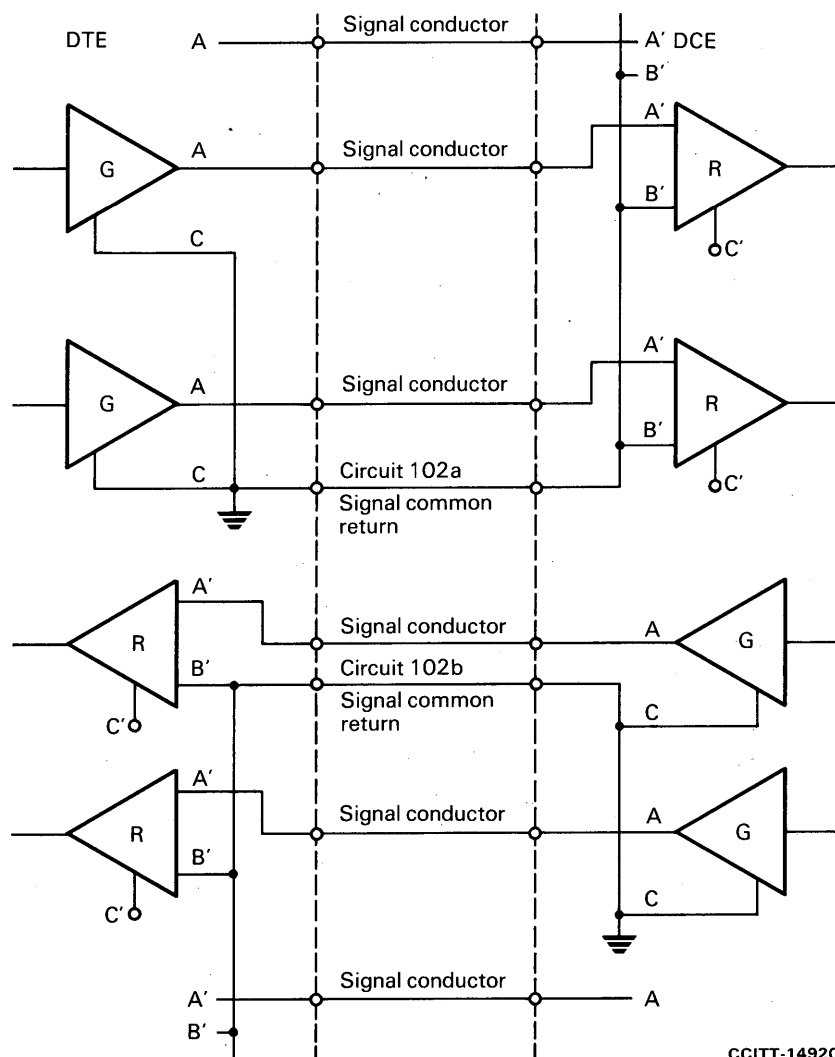 DTE A Signal conductor A' DCE
B'
G A Signal conductor A' R
B'
C C'
G A Signal conductor A' R
B'
C Circuit 102a C'
Signal common
return
R A' Signal conductor A G
B' Circuit 102b
Signal common
return
C
C'
R A' Signal conductor A G
B'
C
C'
A' Signal conductor A
B'
CCITT-14920